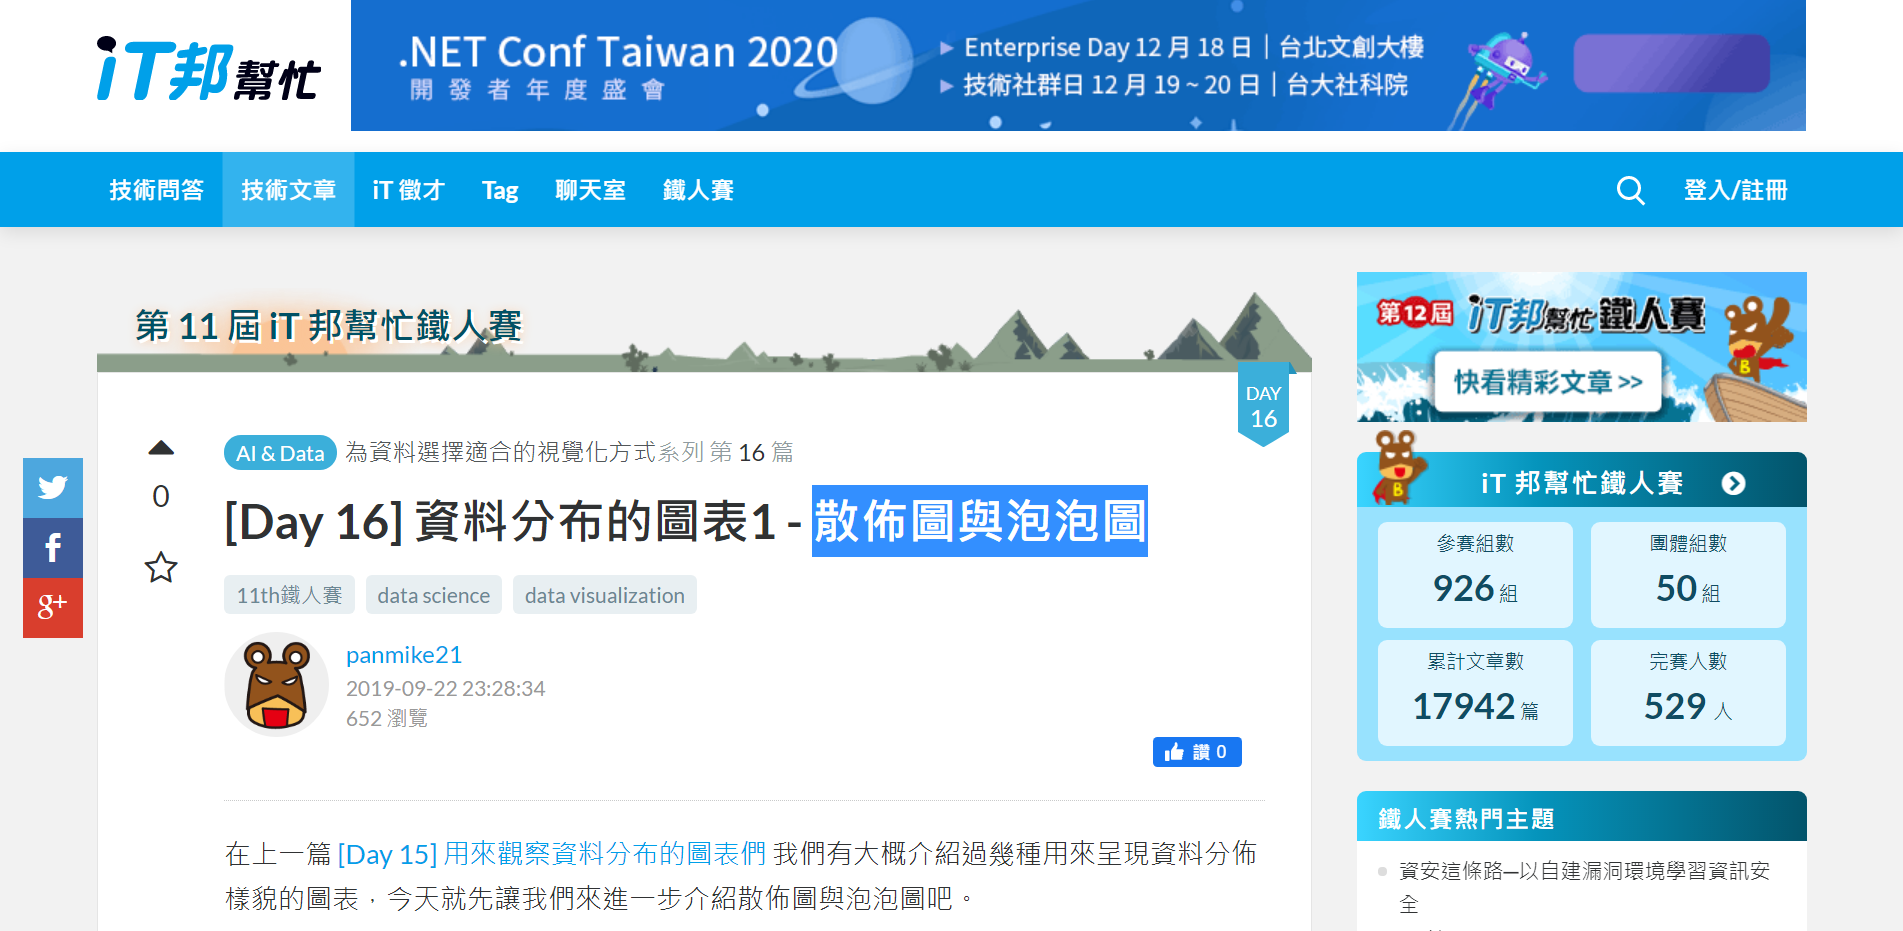 iT邦幫忙
.NET Conf Taiwan 2020
開發者年度盛會
▶ Enterprise Day 12 月 18 日｜台北文創大樓
▶ 技術社群日 12 月 19 ~ 20 日｜台大社科院
技術問答 技術文章 iT 徵才 Tag 聊天室 鐵人賽 登入/註冊
第 11 屆 iT 邦幫忙鐵人賽
DAY
16
AI & Data 為資料選擇適合的視覺化方式系列 第 16 篇
0
[Day 16] 資料分布的圖表1 - 散佈圖與泡泡圖
11th鐵人賽 data science data visualization
panmike21
2019-09-22 23:28:34
652 瀏覽
讚 0
在上一篇 [Day 15] 用來觀察資料分布的圖表們 我們有大概介紹過幾種用來呈現資料分佈
樣貌的圖表，今天就先讓我們來進一步介紹散佈圖與泡泡圖吧。
f
g+
第12屆 iT邦幫忙 鐵人賽
B
快看精彩文章 >>
iT 邦幫忙鐵人賽
參賽組數
926 組
團體組數
50 組
累計文章數
17942 篇
完賽人數
529 人
鐵人賽熱門主題
資安這條路—以自建漏洞環境學習資訊安
全